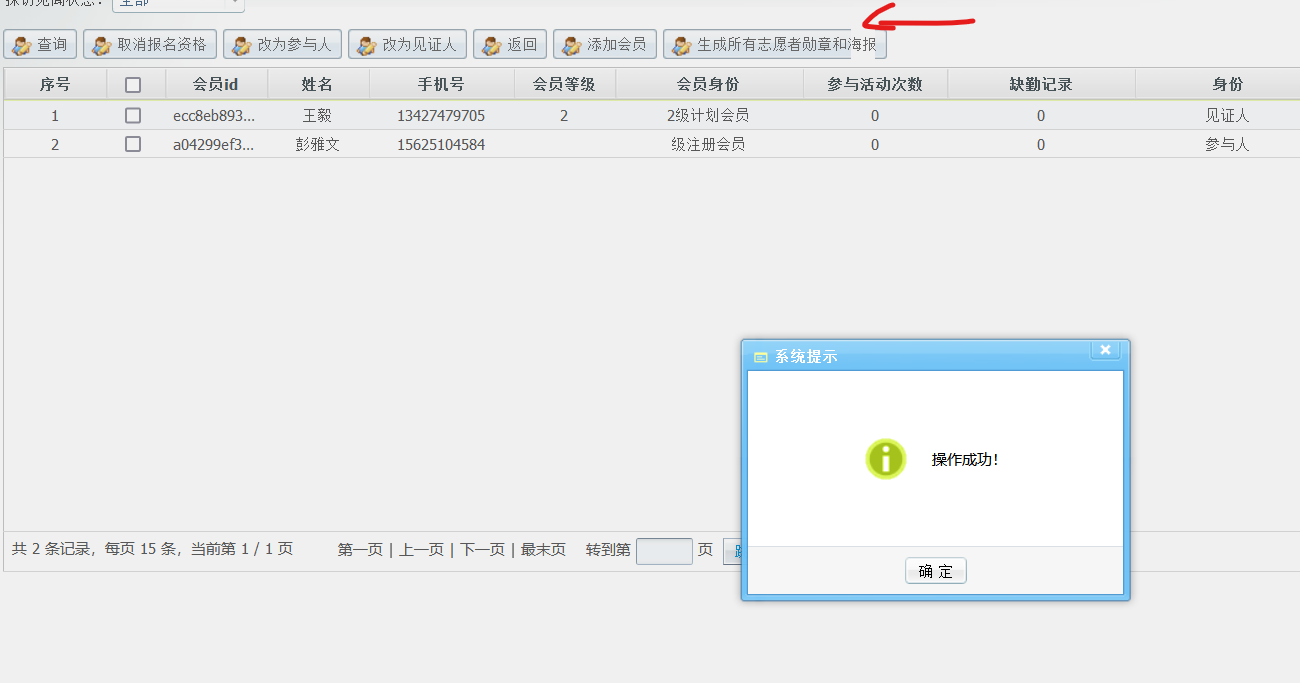 探访见闻状态： 全部
查询 取消报名资格 改为参与人 改为见证人 返回 添加会员 生成所有志愿者勋章和海报
序号 会员id 姓名 手机号 会员等级 会员身份 参与活动次数 缺勤记录 身份
1 ecc8eb893... 王毅 13427479705 2 2级计划会员 0 0 见证人
2 a04299ef3... 彭雅文 15625104584 级注册会员 0 0 参与人
系统提示
操作成功!
确 定
共 2 条记录，每页 15 条，当前第 1 / 1 页 第一页 | 上一页 | 下一页 | 最末页 转到第 页